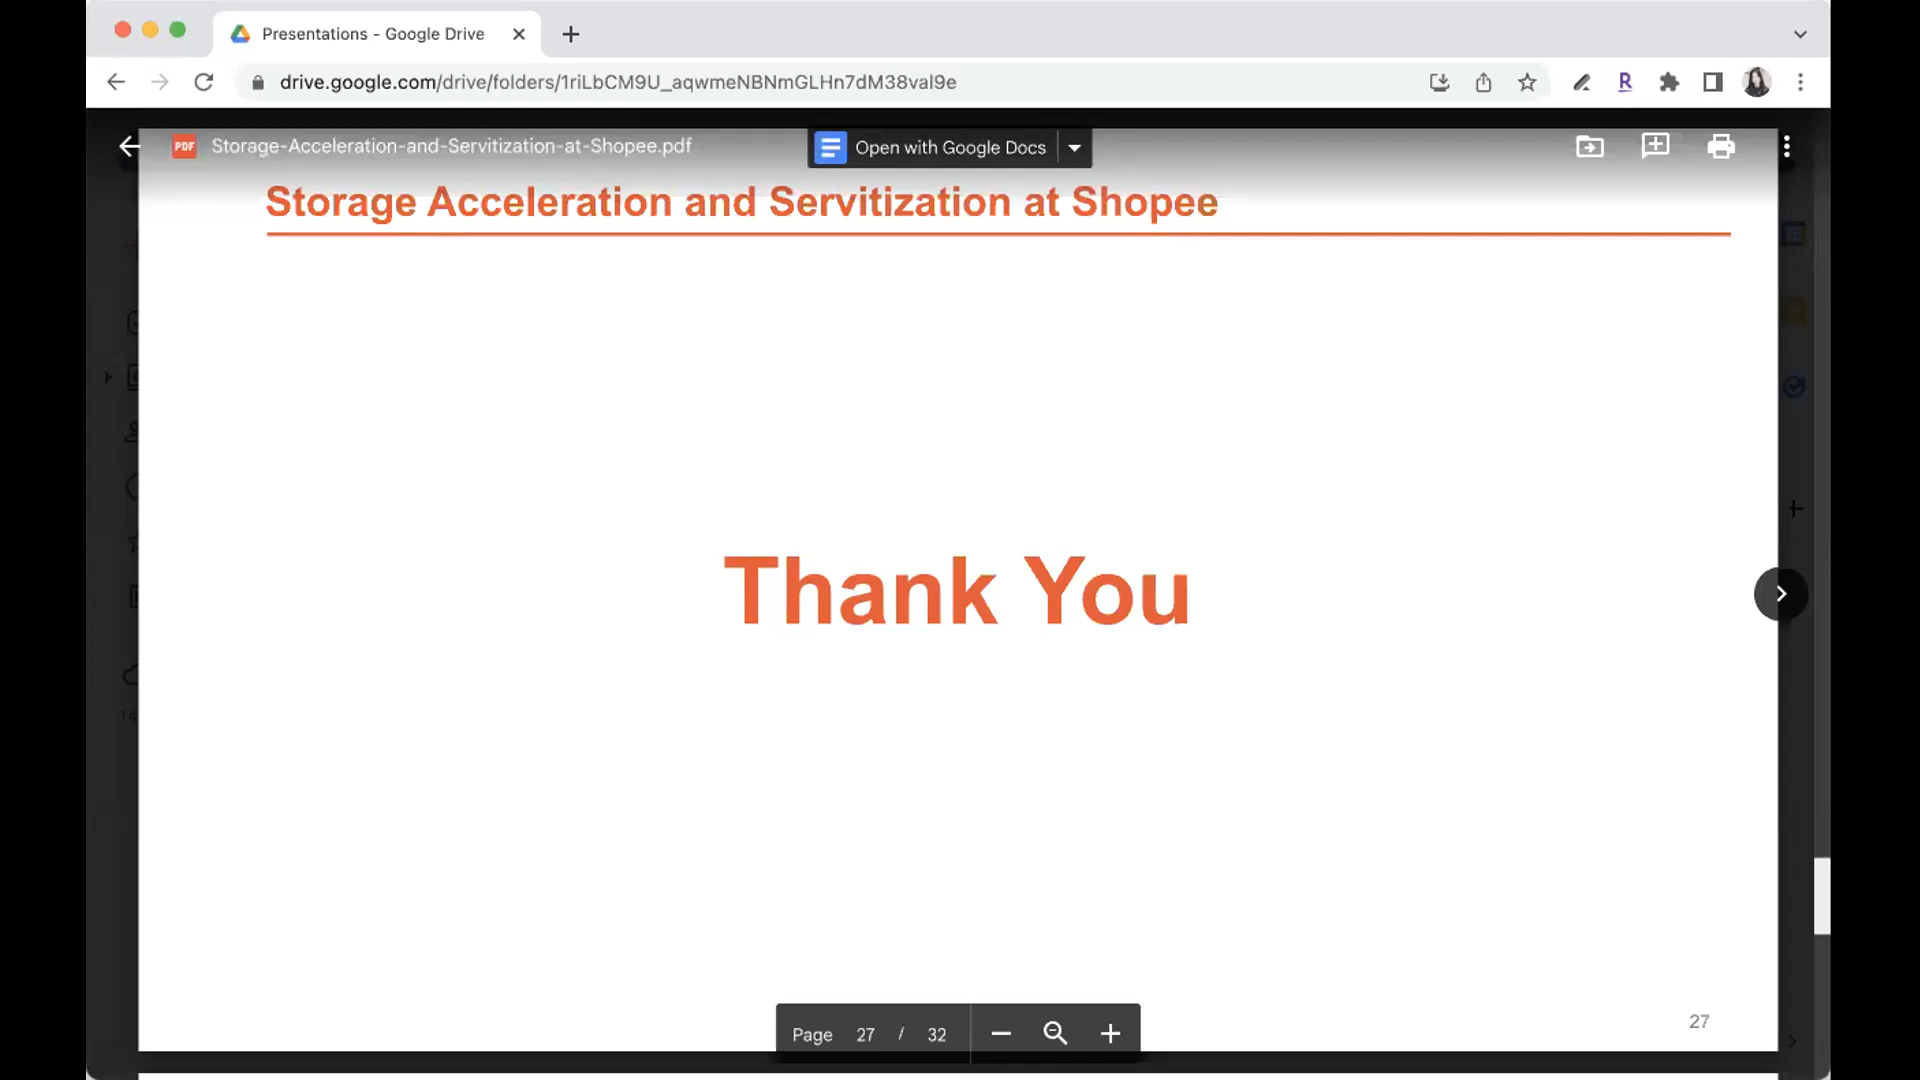 Presentations - Google Drive
drive.google.com/drive/folders/1riLbCM9U_aqwmeNBNmGLHn7dM38val9e
R
PDF Storage-Acceleration-and-Servitization-at-Shopee.pdf
Open with Google Docs
Storage Acceleration and Servitization at Shopee
Thank You
14
27
Page 27 / 32